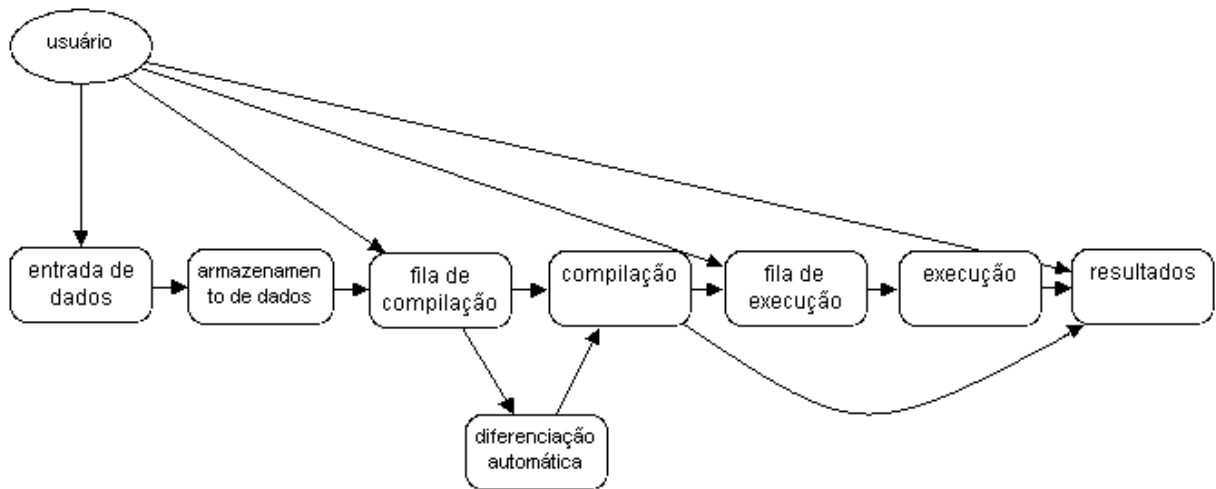 usuário
entrada de
dados
armazenamen
to de dados
fila de
compilação
compilação
fila de
execução
execução
resultados
diferenciação
automática